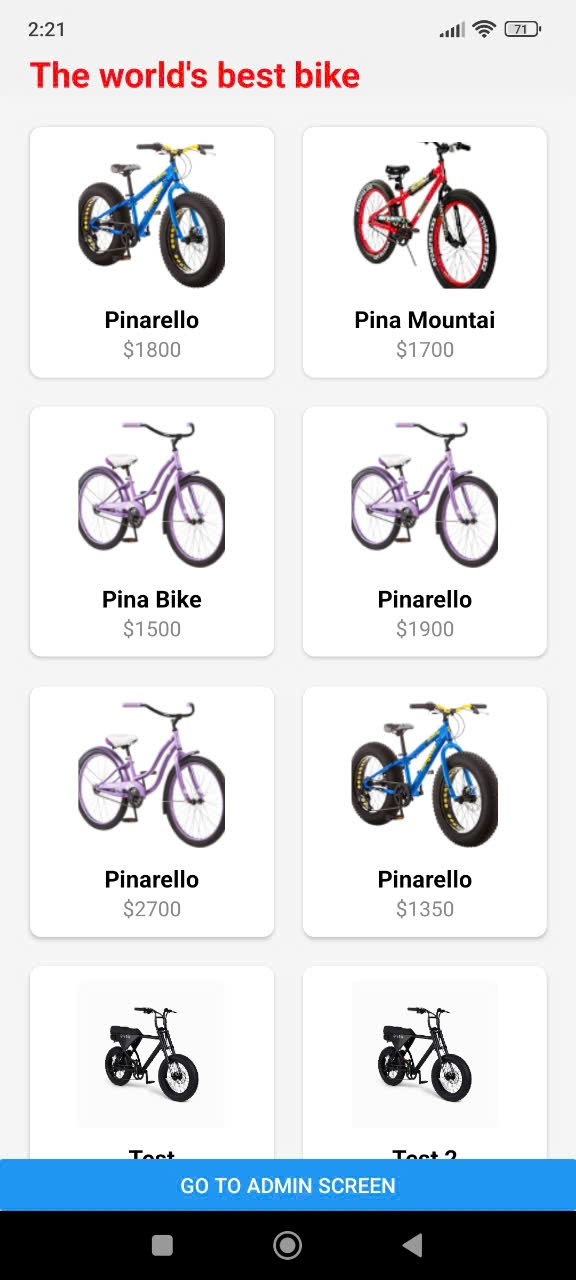 2:21
71
The world's best bike
Pinarello
$1800
Pina Mountai
$1700
Pina Bike
$1500
Pinarello
$1900
Pinarello
$2700
Pinarello
$1350
Test
Test 2
GO TO ADMIN SCREEN